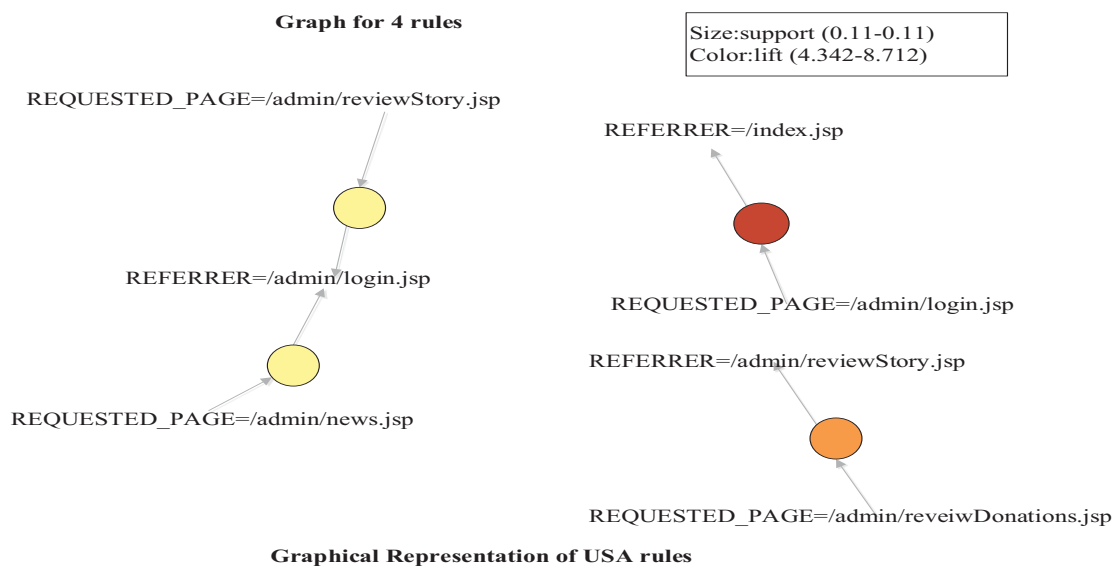 Graph for 4 rules
Size:support (0.11-0.11)
Color:lift (4.342-8.712)
REQUESTED_PAGE=/admin/reviewStory.jsp
REFERRER=/index.jsp
REFERRER=/admin/login.jsp
REQUESTED_PAGE=/admin/login.jsp
REFERRER=/admin/reviewStory.jsp
REQUESTED_PAGE=/admin/news.jsp
REQUESTED_PAGE=/admin/reveiwDonations.jsp
Graphical Representation of USA rules